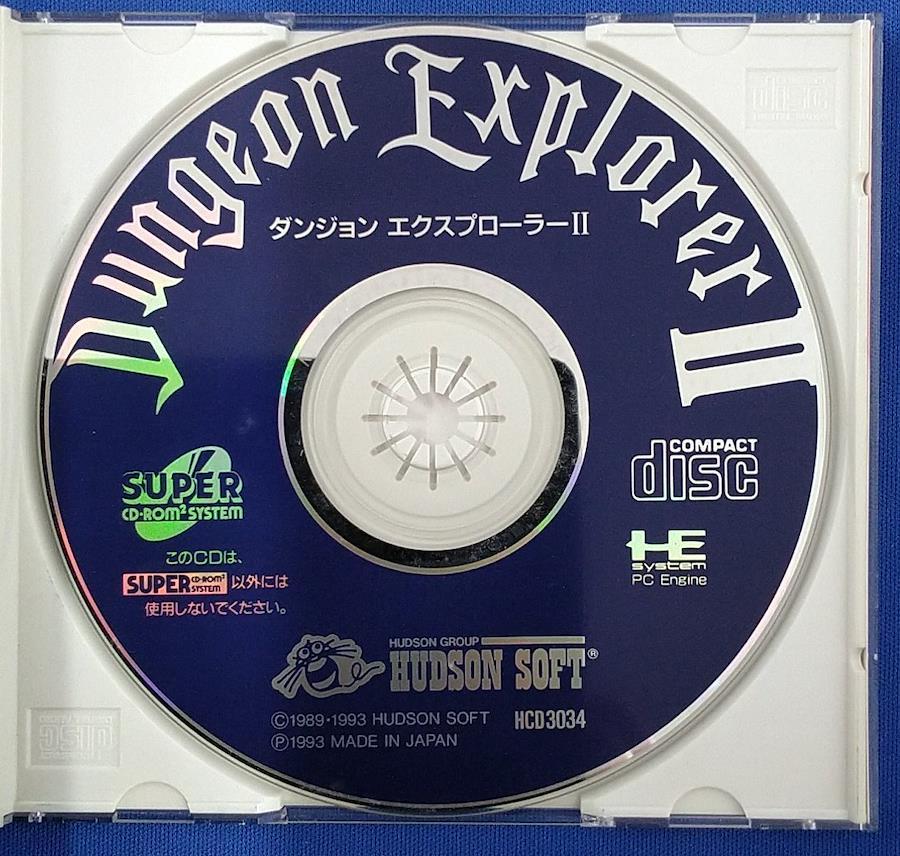 Dungeon Explorer II
ダンジョン エクスプローラーII
COMPACT
disc
SUPER
CD-ROM² SYSTEM
HE
system
PC Engine
このCDは、
SUPER CD-ROM² SYSTEM 以外には
使用しないでください。
HUDSON GROUP
HUDSON SOFT®
©1989・1993 HUDSON SOFT HCD3034
℗1993 MADE IN JAPAN
disc
disc